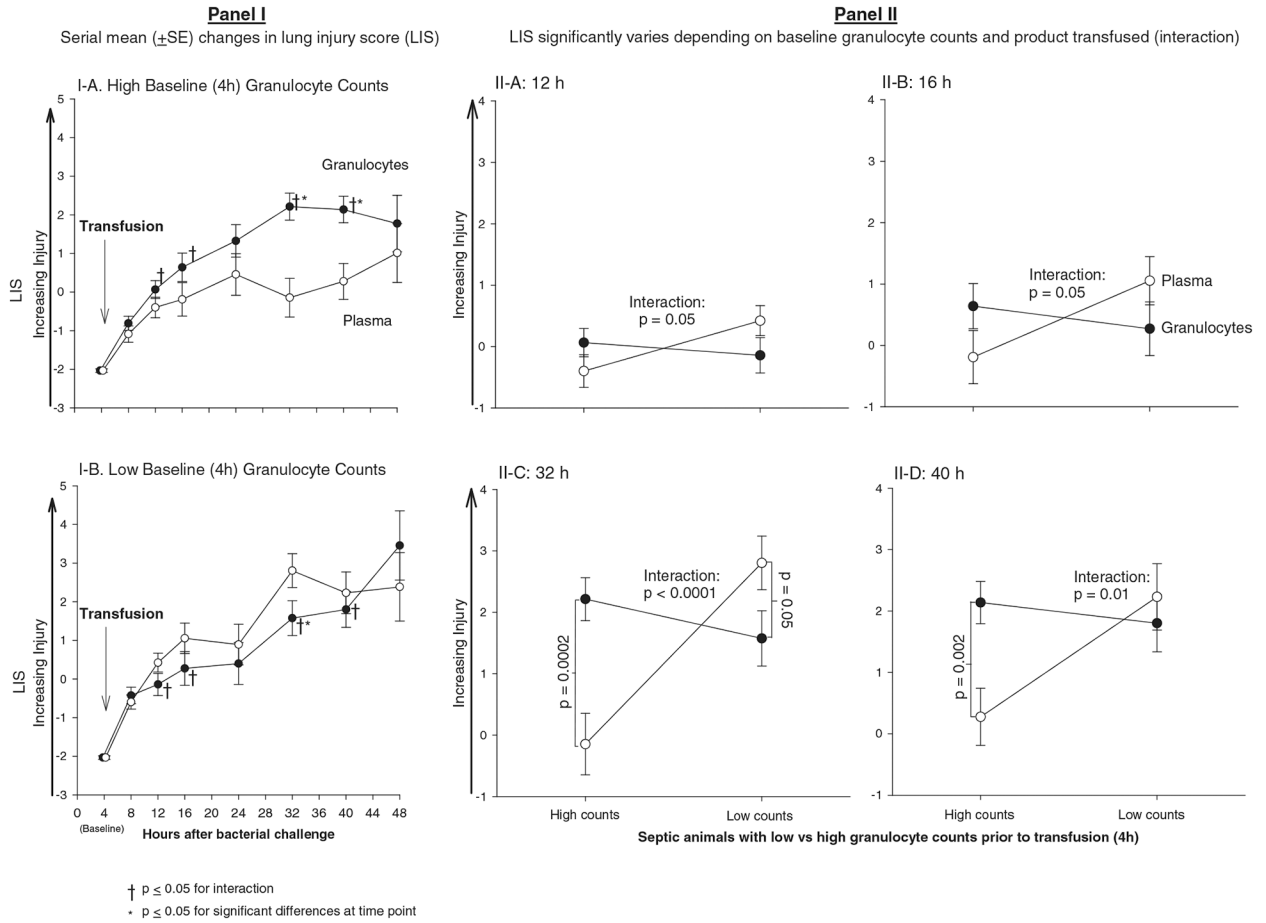 Panel I
Serial mean (±SE) changes in lung injury score (LIS)
Panel II
LIS significantly varies depending on baseline granulocyte counts and product transfused (interaction)
I-A. High Baseline (4h) Granulocyte Counts
5
4
3
2
1
0
-1
-2
-3
LIS
Increasing Injury
Transfusion
Granulocytes
†*
†*
†
†
Plasma
II-A: 12 h
4
3
2
1
0
-1
Increasing Injury
Interaction:
p = 0.05
II-B: 16 h
4
3
2
1
0
-1
Interaction:
p = 0.05
Plasma
Granulocytes
I-B. Low Baseline (4h) Granulocyte Counts
5
4
3
2
1
0
-1
-2
-3
LIS
Increasing Injury
Transfusion
†
†
†*
†
0 4 8 12 16 20 24 28 32 36 40 44 48
(Baseline)
Hours after bacterial challenge
II-C: 32 h
4
3
2
1
0
-1
Increasing Injury
Interaction:
p < 0.0001
p = 0.0002
p = 0.05
High counts
Low counts
II-D: 40 h
4
3
2
1
0
-1
Interaction:
p = 0.01
p = 0.002
High counts
Low counts
Septic animals with low vs high granulocyte counts prior to transfusion (4h)
† p ≤ 0.05 for interaction
* p ≤ 0.05 for significant differences at time point